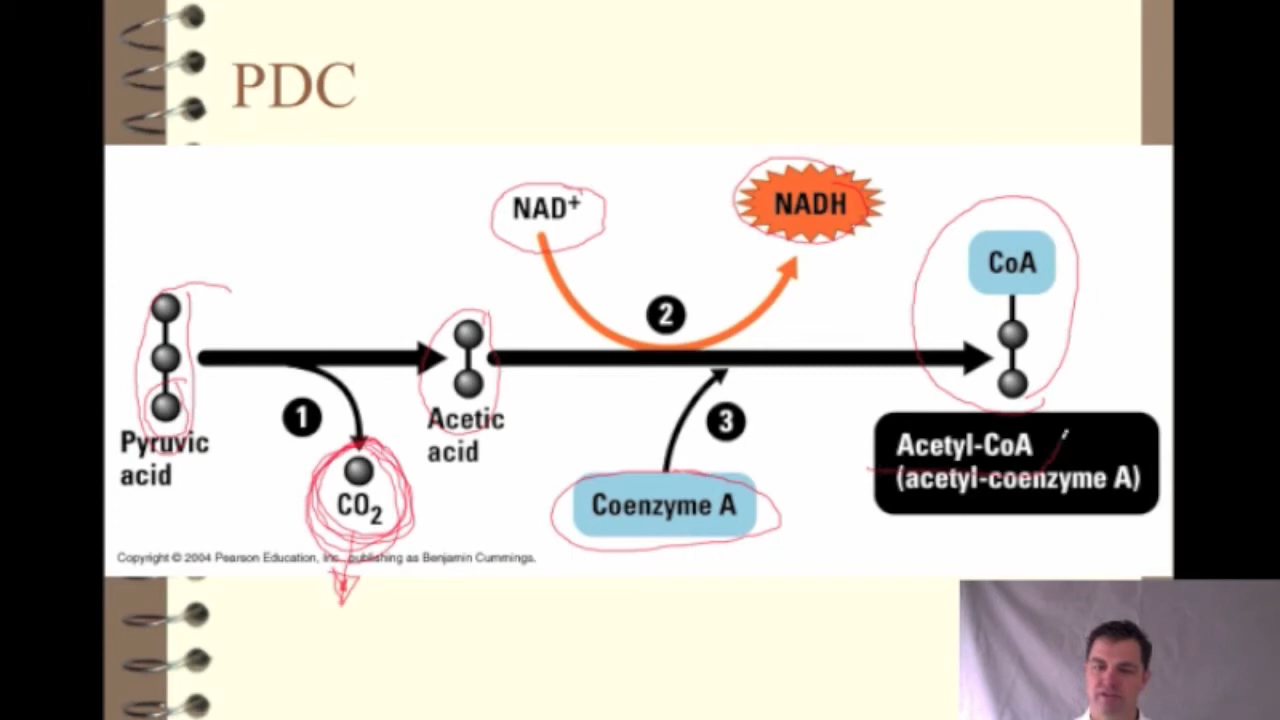 PDC
NAD+
NADH
CoA
2
1
3
Pyruvic
acid
Acetic
acid
CO2
Coenzyme A
Acetyl-CoA
(acetyl-coenzyme A)
Copyright © 2004 Pearson Education, Inc. publishing as Benjamin Cummings.